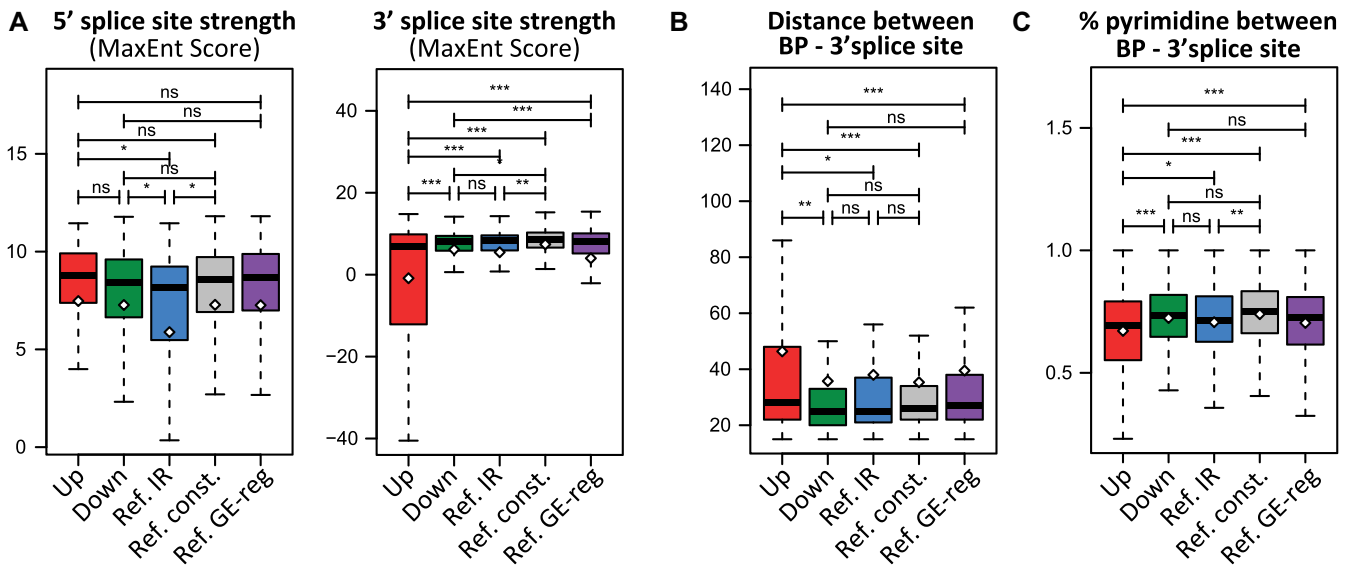 A
5’ splice site strength
(MaxEnt Score)
ns
ns
ns
*
ns
ns
*
*
15
10
5
0
Up
Down
Ref. IR
Ref. const.
Ref. GE-reg
3’ splice site strength
(MaxEnt Score)
***
***
***
***
*
***
ns
**
40
20
0
−20
−40
Up
Down
Ref. IR
Ref. const.
Ref. GE-reg
B
Distance between
BP - 3’splice site
***
ns
***
*
ns
**
ns
ns
140
120
100
80
60
40
20
Up
Down
Ref. IR
Ref. const.
Ref. GE-reg
C
% pyrimidine between
BP - 3’splice site
***
ns
***
*
ns
***
ns
**
1.5
1.0
0.5
Up
Down
Ref. IR
Ref. const.
Ref. GE-reg